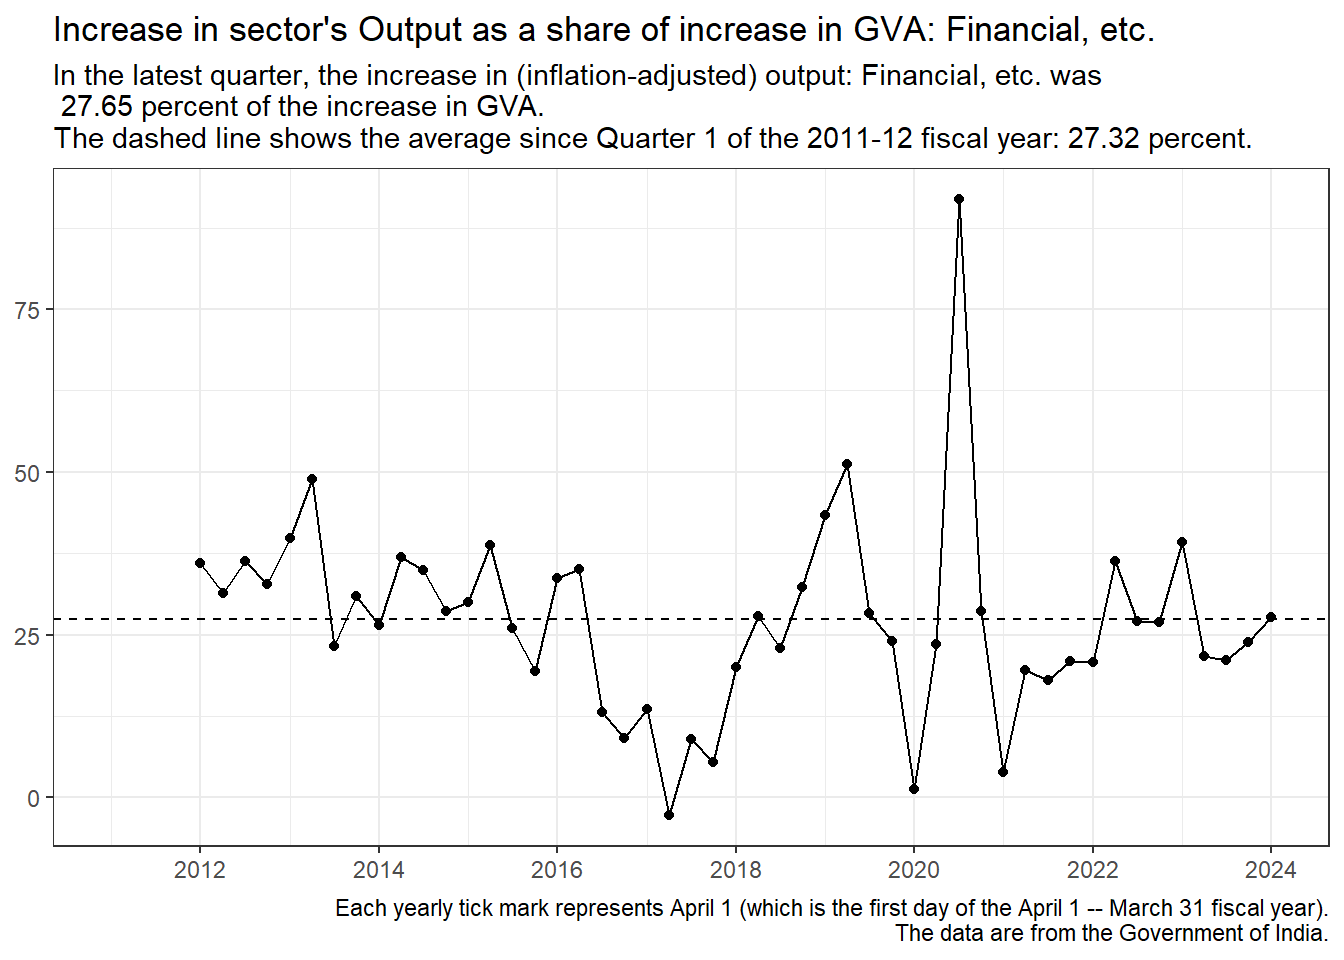 Increase in sector's Output as a share of increase in GVA: Financial, etc.
In the latest quarter, the increase in (inflation-adjusted) output: Financial, etc. was
27.65 percent of the increase in GVA.
The dashed line shows the average since Quarter 1 of the 2011-12 fiscal year: 27.32 percent.
75
50
25
0
2012 2014 2016 2018 2020 2022 2024
Each yearly tick mark represents April 1 (which is the first day of the April 1 -- March 31 fiscal year).
The data are from the Government of India.